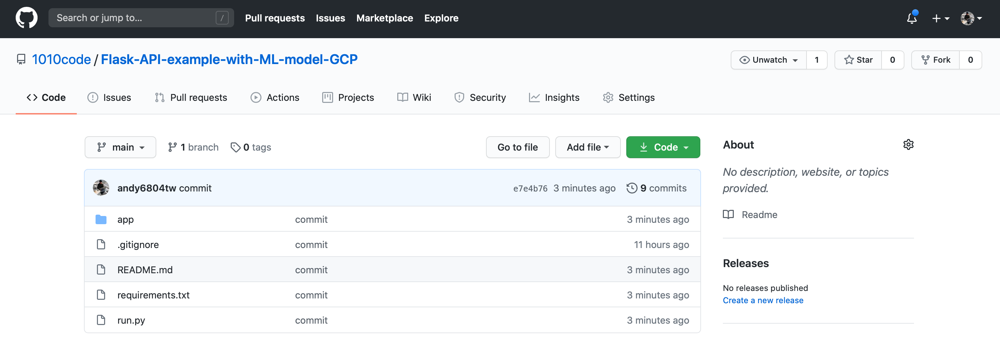 Search or jump to... / Pull requests Issues Marketplace Explore
1010code / Flask-API-example-with-ML-model-GCP Unwatch 1 Star 0 Fork 0
Code Issues Pull requests Actions Projects Wiki Security Insights Settings
main 1 branch 0 tags Go to file Add file Code
andy6804tw commit e7e4b76 3 minutes ago 9 commits
app commit 3 minutes ago
.gitignore commit 11 hours ago
README.md commit 3 minutes ago
requirements.txt commit 3 minutes ago
run.py commit 3 minutes ago
About
No description, website, or topics
provided.
Readme
Releases
No releases published
Create a new release